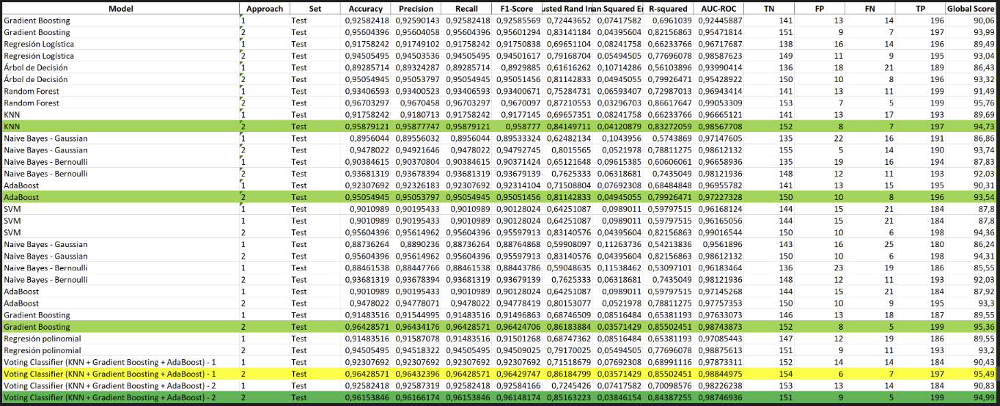 Model Approach Set Accuracy Precision Recall F1-Score usted Rand In an Squared E R-squared AUC-ROC TN FP FN TP Global Score
Gradient Boosting 1 Test 0,92582418 0,92590143 0,92582418 0,92585569 0,72443652 0,07417582 0,6961039 0,92445887 141 13 14 196 90,06
Gradient Boosting 2 Test 0,95604396 0,95604058 0,95604396 0,95601294 0,83141184 0,04395604 0,82156863 0,95471814 151 9 7 197 93,99
Regresión Logística 1 Test 0,91758242 0,91749102 0,91758242 0,91750838 0,69651104 0,08241758 0,66233766 0,96717687 138 16 14 196 89,49
Regresión Logística 2 Test 0,94505495 0,94503536 0,94505495 0,94501617 0,79168704 0,05494505 0,77696078 0,98587623 149 11 9 195 93,04
Árbol de Decisión 1 Test 0,89285714 0,89324287 0,89285714 0,8929885 0,61616262 0,10714286 0,56103896 0,93990414 136 18 21 189 86,43
Árbol de Decisión 2 Test 0,95054945 0,95053797 0,95054945 0,95051456 0,81142833 0,04945055 0,79926471 0,95428922 150 10 8 196 93,32
Random Forest 1 Test 0,93406593 0,93400523 0,93406593 0,93400671 0,75284731 0,06593407 0,72987013 0,96943414 141 13 11 199 91,49
Random Forest 2 Test 0,96703297 0,9670458 0,96703297 0,9670097 0,87210553 0,03296703 0,86617647 0,99053309 153 7 5 199 95,76
KNN 1 Test 0,91758242 0,9180713 0,91758242 0,9177145 0,69657351 0,08241758 0,66233766 0,96665121 141 13 17 193 89,69
KNN 2 Test 0,95879121 0,95877747 0,95879121 0,958777 0,84149711 0,04120879 0,83272059 0,98567708 152 8 7 197 94,73
Naive Bayes - Gaussian 1 Test 0,8956044 0,89556032 0,8956044 0,89533324 0,62482134 0,1043956 0,5743869 0,97147605 135 22 16 191 86,86
Naive Bayes - Gaussian 2 Test 0,9478022 0,94921646 0,9478022 0,94792745 0,8015565 0,0521978 0,78811275 0,98612132 155 5 14 190 93,74
Naive Bayes - Bernoulli 1 Test 0,90384615 0,90370804 0,90384615 0,90371424 0,65121648 0,09615385 0,60606061 0,96658936 135 19 16 194 87,83
Naive Bayes - Bernoulli 2 Test 0,93681319 0,93678394 0,93681319 0,93679139 0,7625333 0,06318681 0,7435049 0,98121936 148 12 11 193 92,03
AdaBoost 1 Test 0,92307692 0,92326183 0,92307692 0,92314104 0,71508804 0,07692308 0,68484848 0,96955782 141 13 15 195 90,31
AdaBoost 2 Test 0,95054945 0,95053797 0,95054945 0,95051456 0,81142833 0,04945055 0,79926471 0,97227328 150 10 8 196 93,54
SVM 1 Test 0,9010989 0,90195433 0,9010989 0,90128024 0,64251087 0,0989011 0,59797515 0,96168124 144 15 21 184 87,8
SVM 1 Test 0,9010989 0,90195433 0,9010989 0,90128024 0,64251087 0,0989011 0,59797515 0,96165056 144 15 21 184 87,8
SVM 2 Test 0,95604396 0,95614962 0,95604396 0,95597913 0,83140576 0,04395604 0,82156863 0,99016544 150 10 6 198 94,36
Naive Bayes - Gaussian 1 Test 0,88736264 0,8890236 0,88736264 0,88764868 0,59908097 0,11263736 0,54213836 0,9561896 143 16 25 180 86,24
Naive Bayes - Gaussian 2 Test 0,95604396 0,95614962 0,95604396 0,95597913 0,83140576 0,04395604 0,82156863 0,98612132 150 10 6 198 94,31
Naive Bayes - Bernoulli 1 Test 0,88461538 0,88447766 0,88461538 0,88443786 0,59048635 0,11538462 0,53097101 0,96183464 136 23 19 186 85,55
Naive Bayes - Bernoulli 2 Test 0,93681319 0,93678394 0,93681319 0,93679139 0,7625333 0,06318681 0,7435049 0,98121936 148 12 11 193 92,03
AdaBoost 1 Test 0,9010989 0,90195433 0,9010989 0,90128024 0,64251087 0,0989011 0,59797515 0,97145268 144 15 21 184 87,92
AdaBoost 2 Test 0,9478022 0,94778071 0,9478022 0,94778419 0,80153077 0,0521978 0,78811275 0,97757353 150 10 9 195 93,3
Gradient Boosting 1 Test 0,91483516 0,91544995 0,91483516 0,91496863 0,68746509 0,08516484 0,65381193 0,97633073 146 13 18 187 89,55
Gradient Boosting 2 Test 0,96428571 0,96434176 0,96428571 0,96424706 0,86183884 0,03571429 0,85502451 0,98743873 152 8 5 199 95,36
Regresión polinomial 1 Test 0,91483516 0,91587078 0,91483516 0,91501268 0,68747362 0,08516484 0,65381193 0,97085443 147 12 19 186 89,55
Regresión polinomial 2 Test 0,94505495 0,94518322 0,94505495 0,94509025 0,79170025 0,05494505 0,77696078 0,98875613 151 9 11 193 93,2
Voting Classifier (KNN + Gradient Boosting + AdaBoost) - 1 1 Test 0,92307692 0,92307692 0,92307692 0,92307692 0,71518679 0,07692308 0,68991116 0,97873311 152 14 14 184 90,43
Voting Classifier (KNN + Gradient Boosting + AdaBoost) - 1 2 Test 0,96428571 0,96432396 0,96428571 0,96429747 0,86184799 0,03571429 0,85502451 0,98844975 154 6 7 197 95,49
Voting Classifier (KNN + Gradient Boosting + AdaBoost) - 2 1 Test 0,92582418 0,92587319 0,92582418 0,92584166 0,7245426 0,07417582 0,70098576 0,98226238 153 13 14 184 90,83
Voting Classifier (KNN + Gradient Boosting + AdaBoost) - 2 2 Test 0,96153846 0,96166174 0,96153846 0,96148174 0,85163223 0,03846154 0,84387255 0,98746936 151 9 5 199 94,99